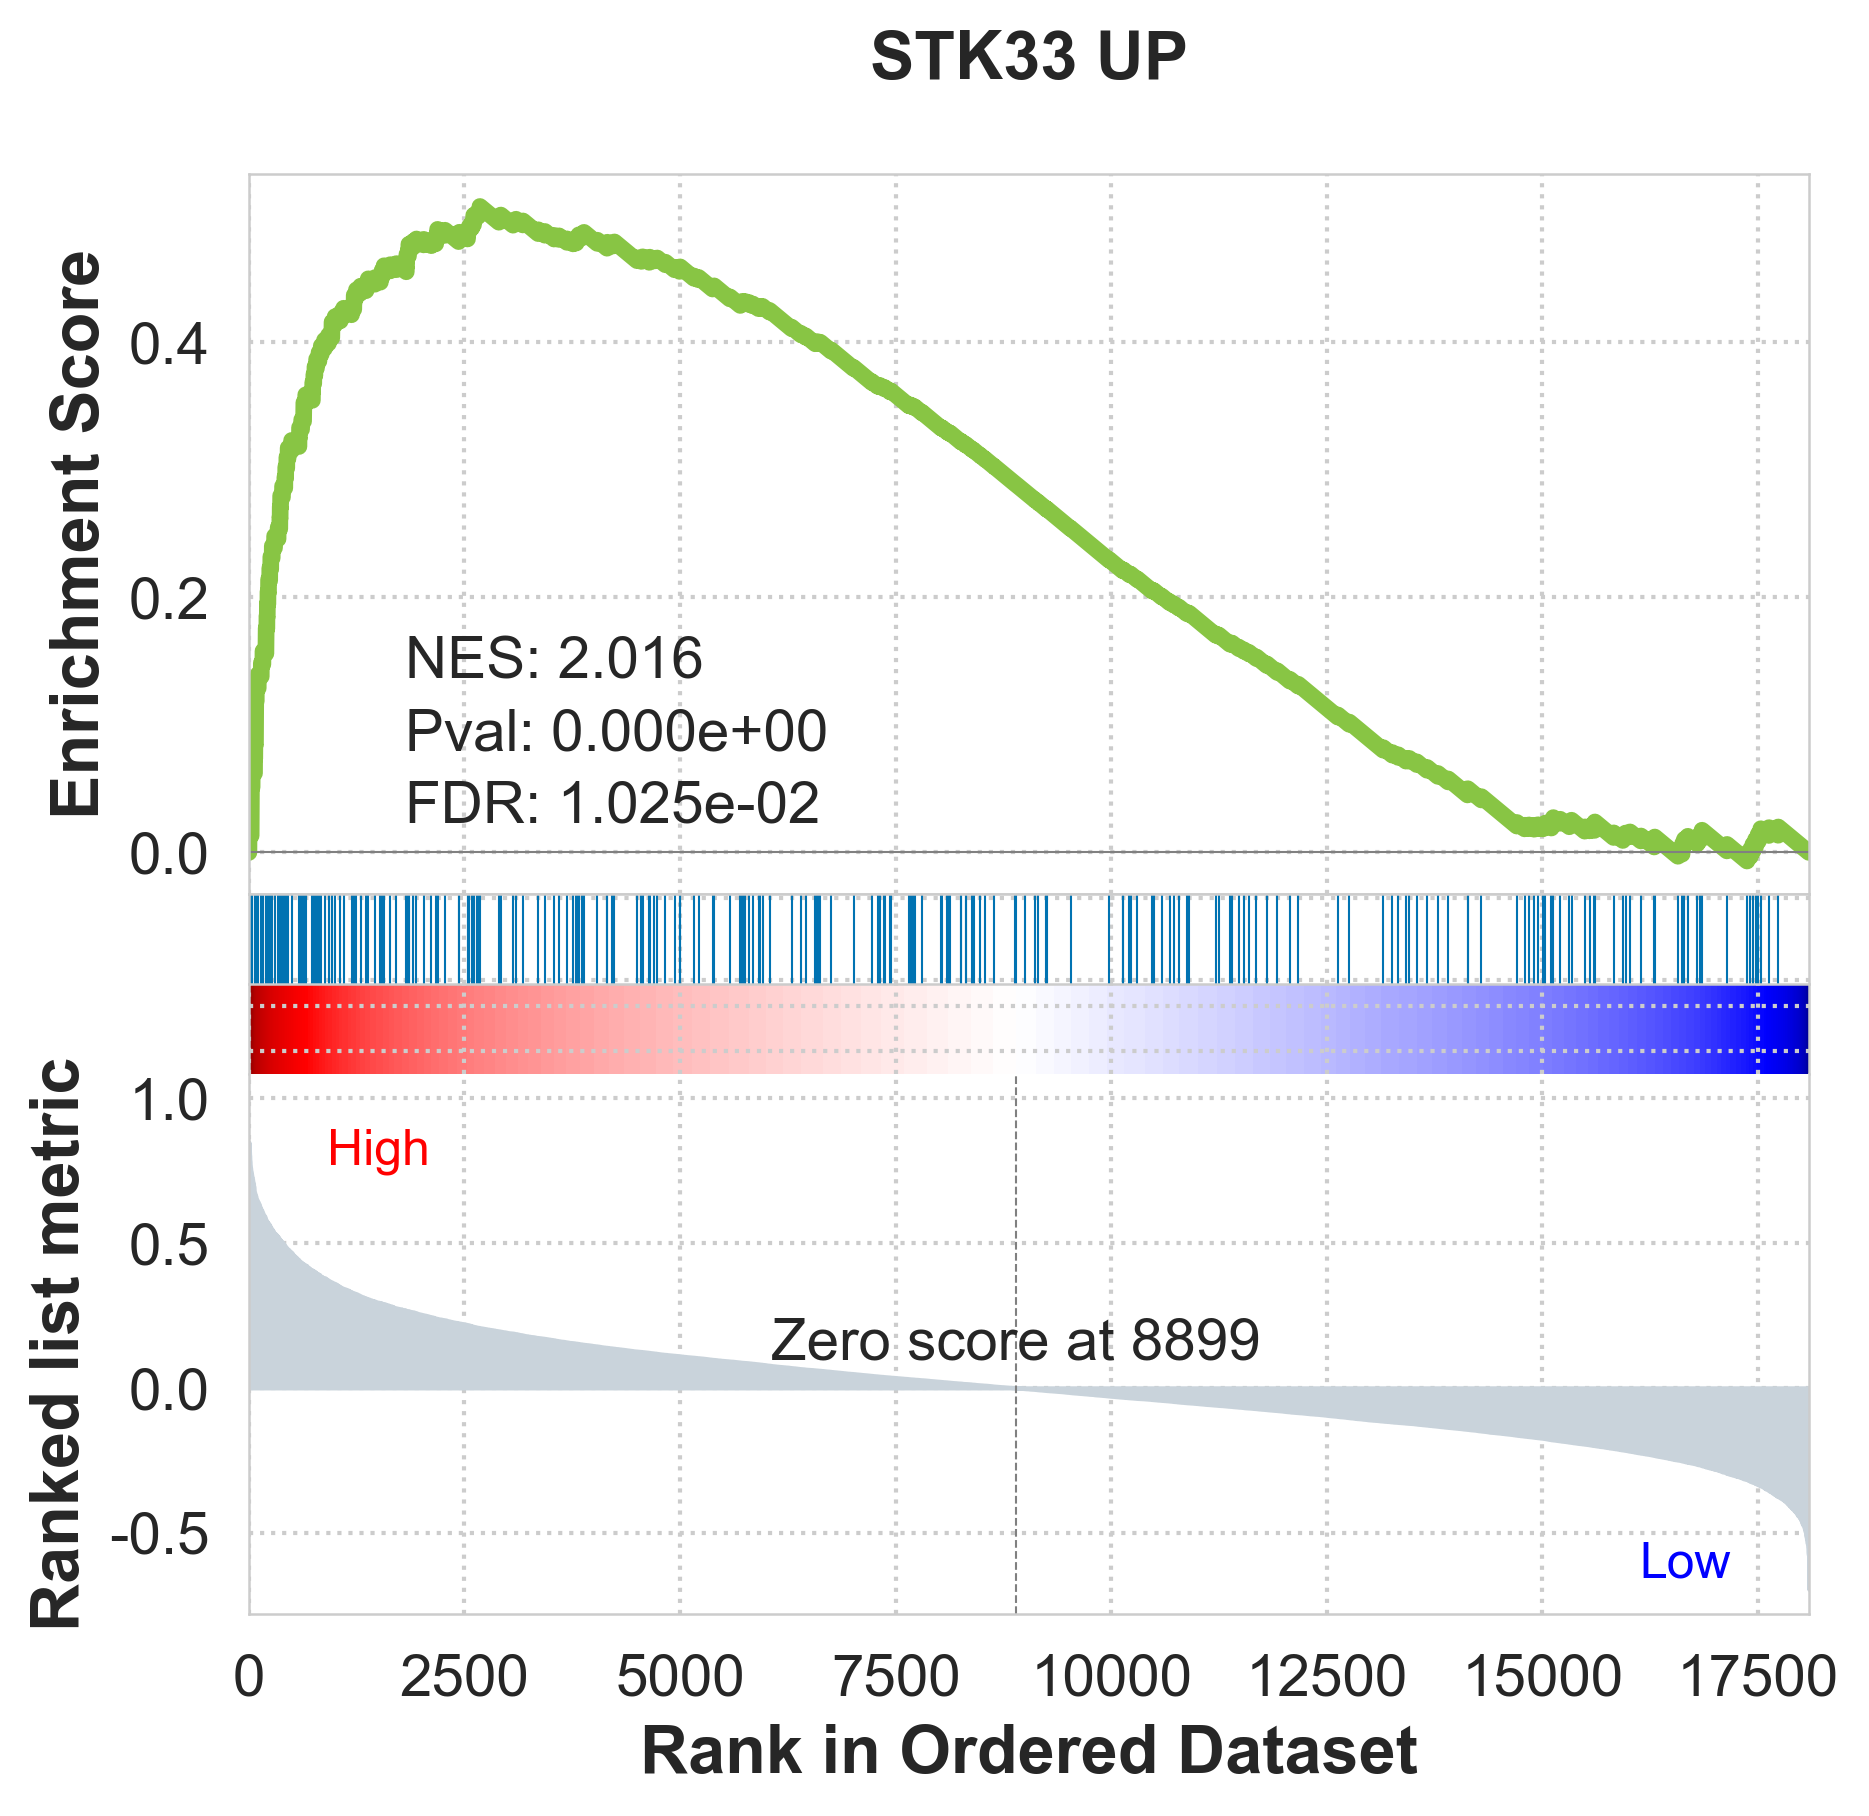 STK33 UP
Enrichment Score
0.4
0.2
0.0
NES: 2.016
Pval: 0.000e+00
FDR: 1.025e-02
Ranked list metric
1.0
0.5
0.0
-0.5
High
Zero score at 8899
Low
0 2500 5000 7500 10000 12500 15000 17500
Rank in Ordered Dataset